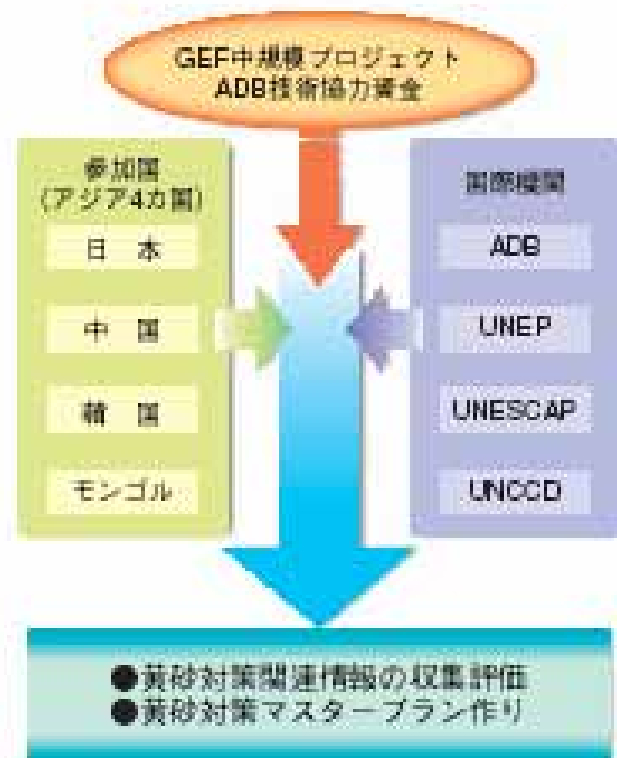 GEF中規模プロジェクト
ADB技術協力資金
参加国
(アジア4カ国)
日 本
中 国
韓 国
モンゴル
国際機関
ADB
UNEP
UNESCAP
UNCCD
●黄砂対策関連情報の収集評価
●黄砂対策マスタープラン作り